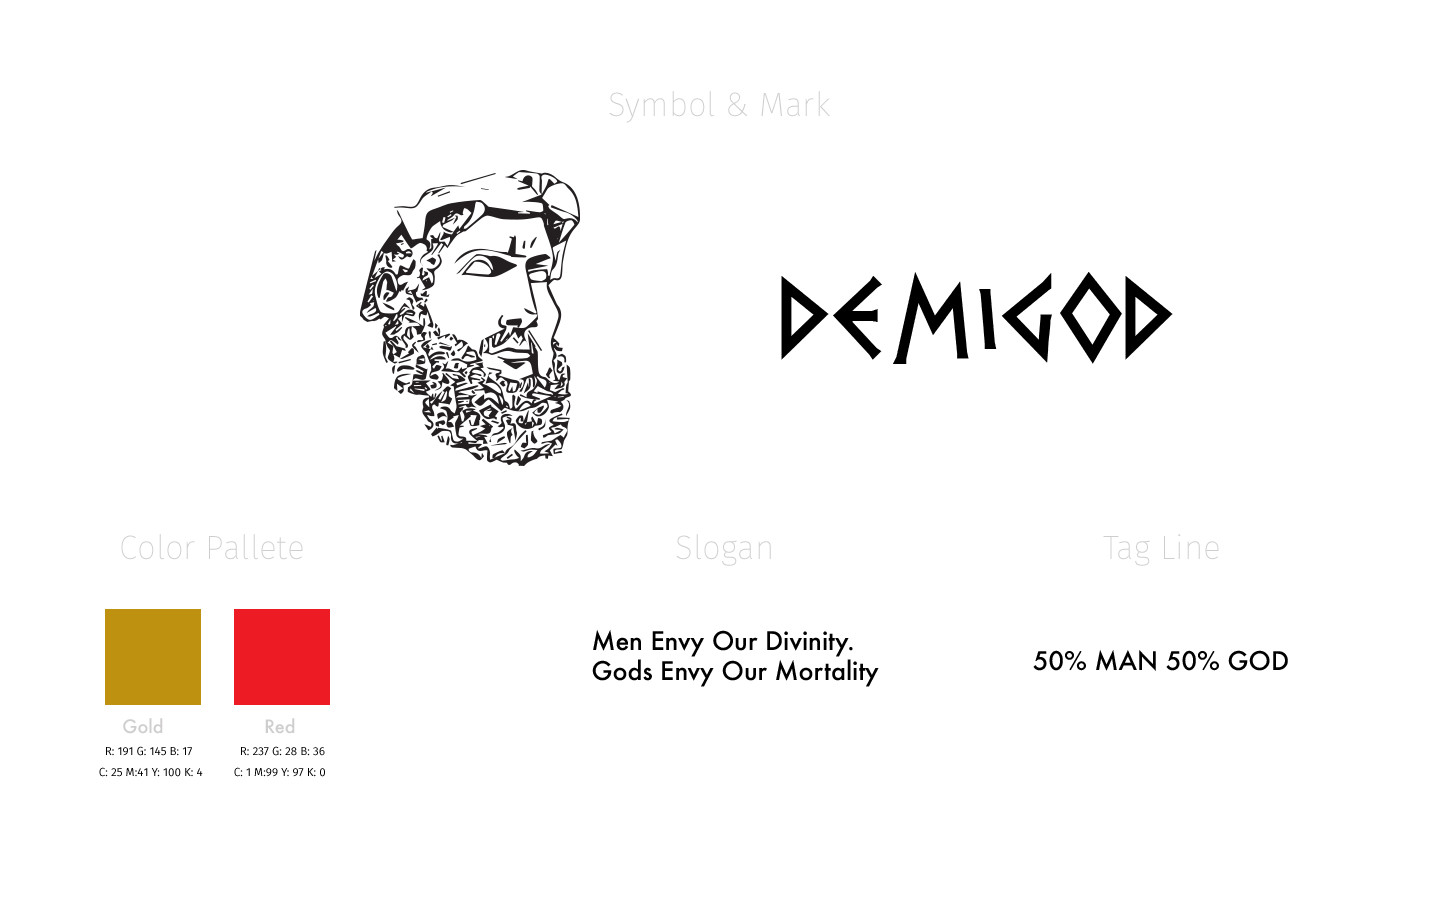 Symbol & Mark
DEMIGOD
Color Pallete
Slogan
Tag Line
Men Envy Our Divinity.
Gods Envy Our Mortality
50% MAN 50% GOD
Gold
Red
R: 191 G: 145 B: 17
R: 237 G: 28 B: 36
C: 25 M:41 Y: 100 K: 4
C: 1 M:99 Y: 97 K: 0